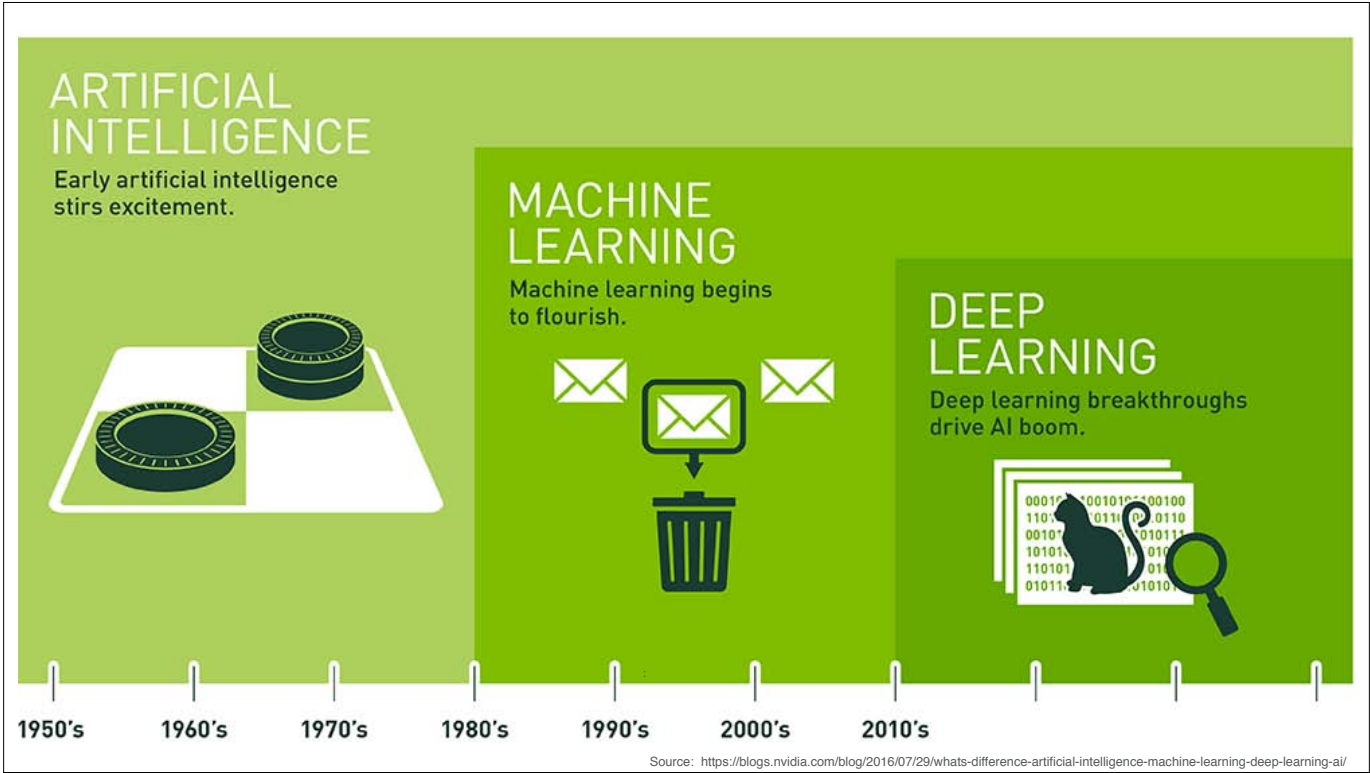 ARTIFICIAL
INTELLIGENCE
Early artificial intelligence
stirs excitement.
MACHINE
LEARNING
Machine learning begins
to flourish.
DEEP
LEARNING
Deep learning breakthroughs
drive AI boom.
1950's 1960's 1970's 1980's 1990's 2000's 2010's
Source: https://blogs.nvidia.com/blog/2016/07/29/whats-difference-artificial-intelligence-machine-learning-deep-learning-ai/